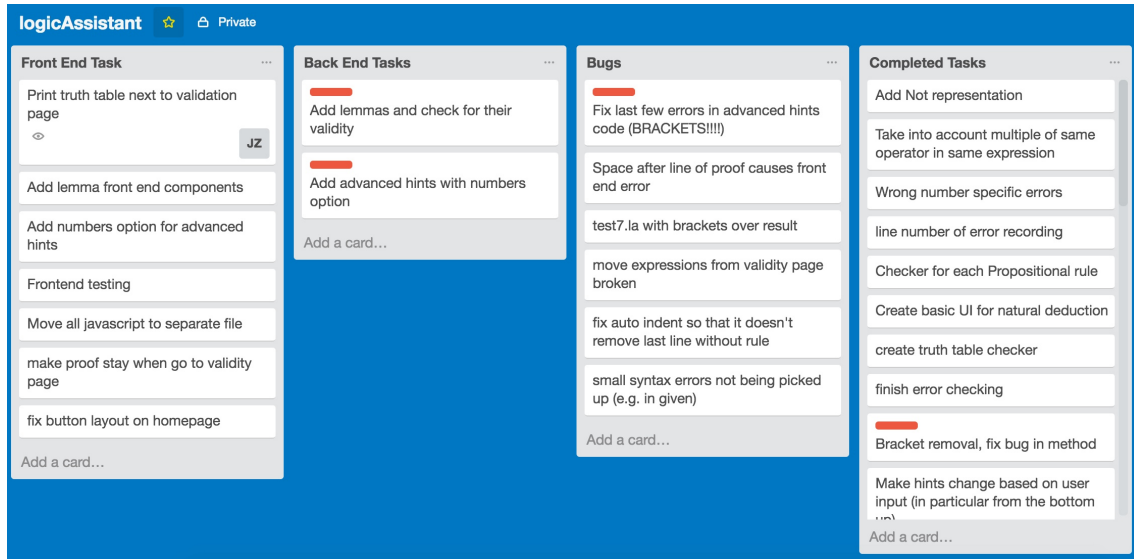 logicAssistant
Private
Front End Task
Print truth table next to validation
page
JZ
Add lemma front end components
Add numbers option for advanced
hints
Frontend testing
Move all javascript to separate file
make proof stay when go to validity
page
fix button layout on homepage
Add a card…
Back End Tasks
Add lemmas and check for their
validity
Add advanced hints with numbers
option
Add a card…
Bugs
Fix last few errors in advanced hints
code (BRACKETS!!!!)
Space after line of proof causes front
end error
test7.la with brackets over result
move expressions from validity page
broken
fix auto indent so that it doesn't
remove last line without rule
small syntax errors not being picked
up (e.g. in given)
Add a card…
Completed Tasks
Add Not representation
Take into account multiple of same
operator in same expression
Wrong number specific errors
line number of error recording
Checker for each Propositional rule
Create basic UI for natural deduction
create truth table checker
finish error checking
Bracket removal, fix bug in method
Make hints change based on user
input (in particular from the bottom
up)
Add a card…